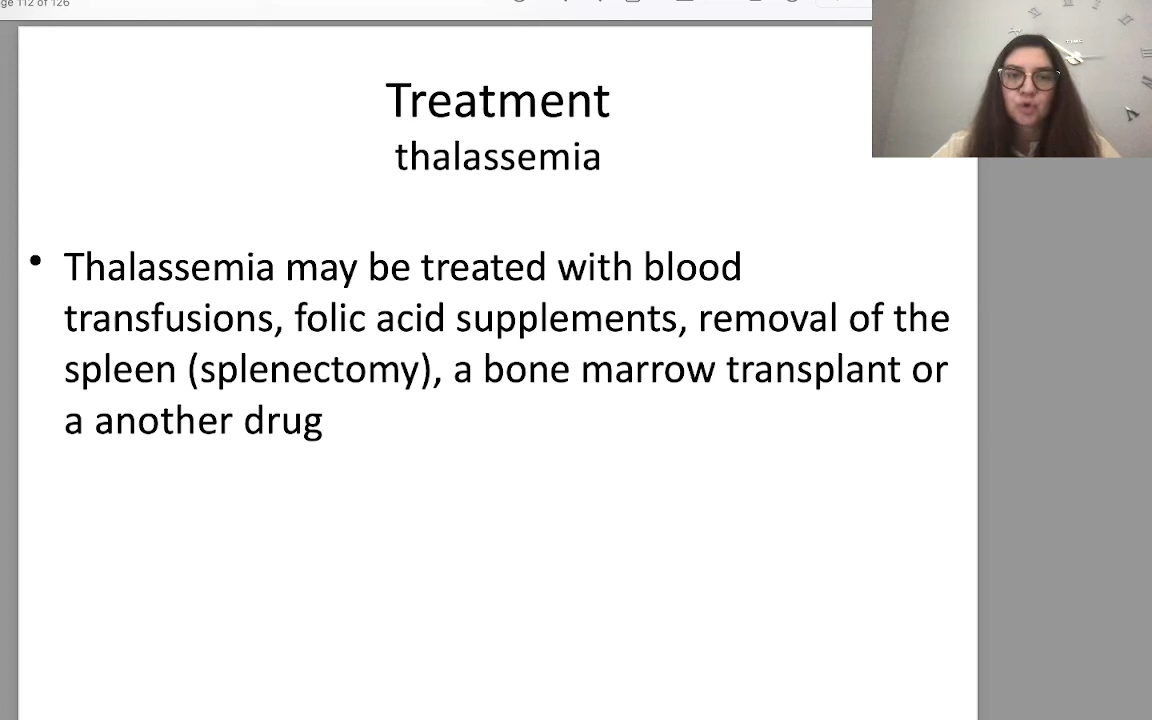 ge 112 of 126
Treatment
thalassemia
• Thalassemia may be treated with blood
transfusions, folic acid supplements, removal of the
spleen (splenectomy), a bone marrow transplant or
a another drug